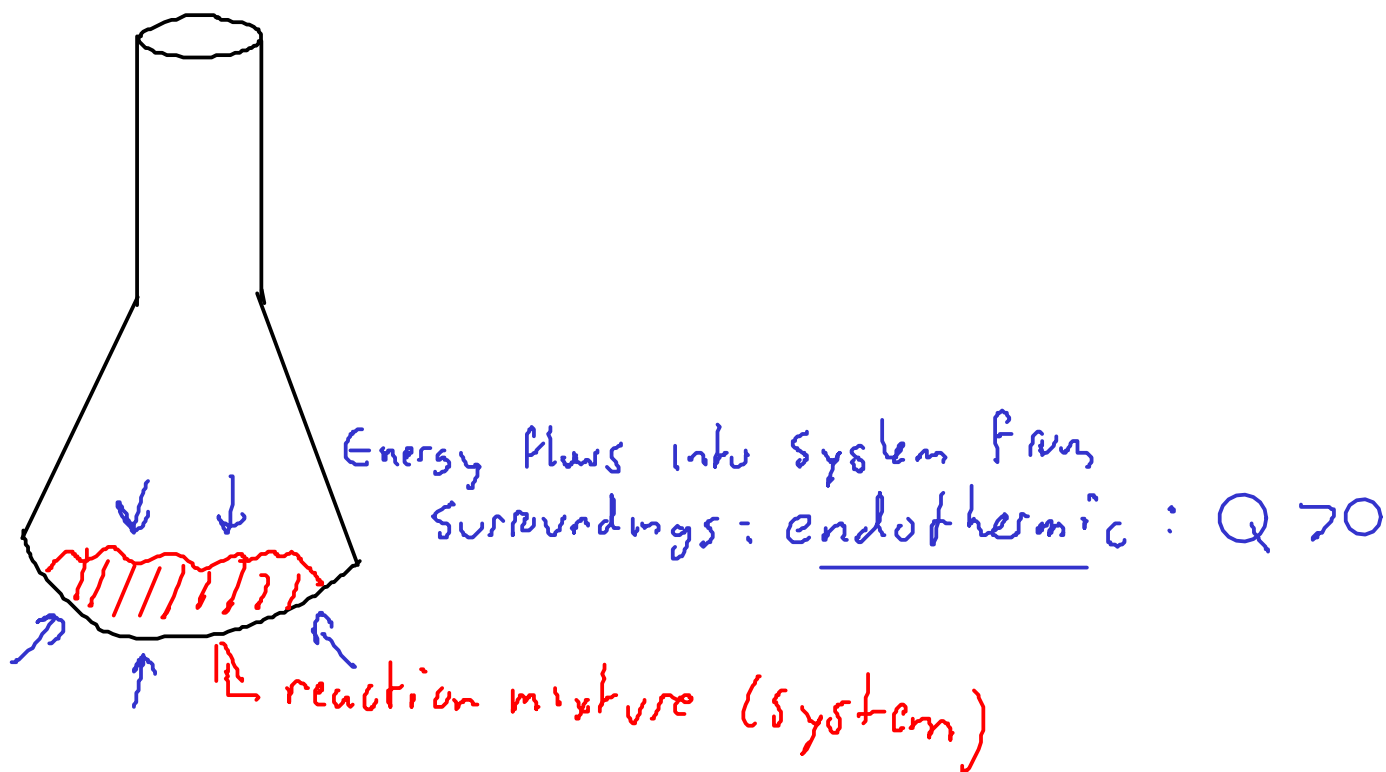 Energy flows into system from
surroundings: endothermic : Q >0
reaction mixture (system)